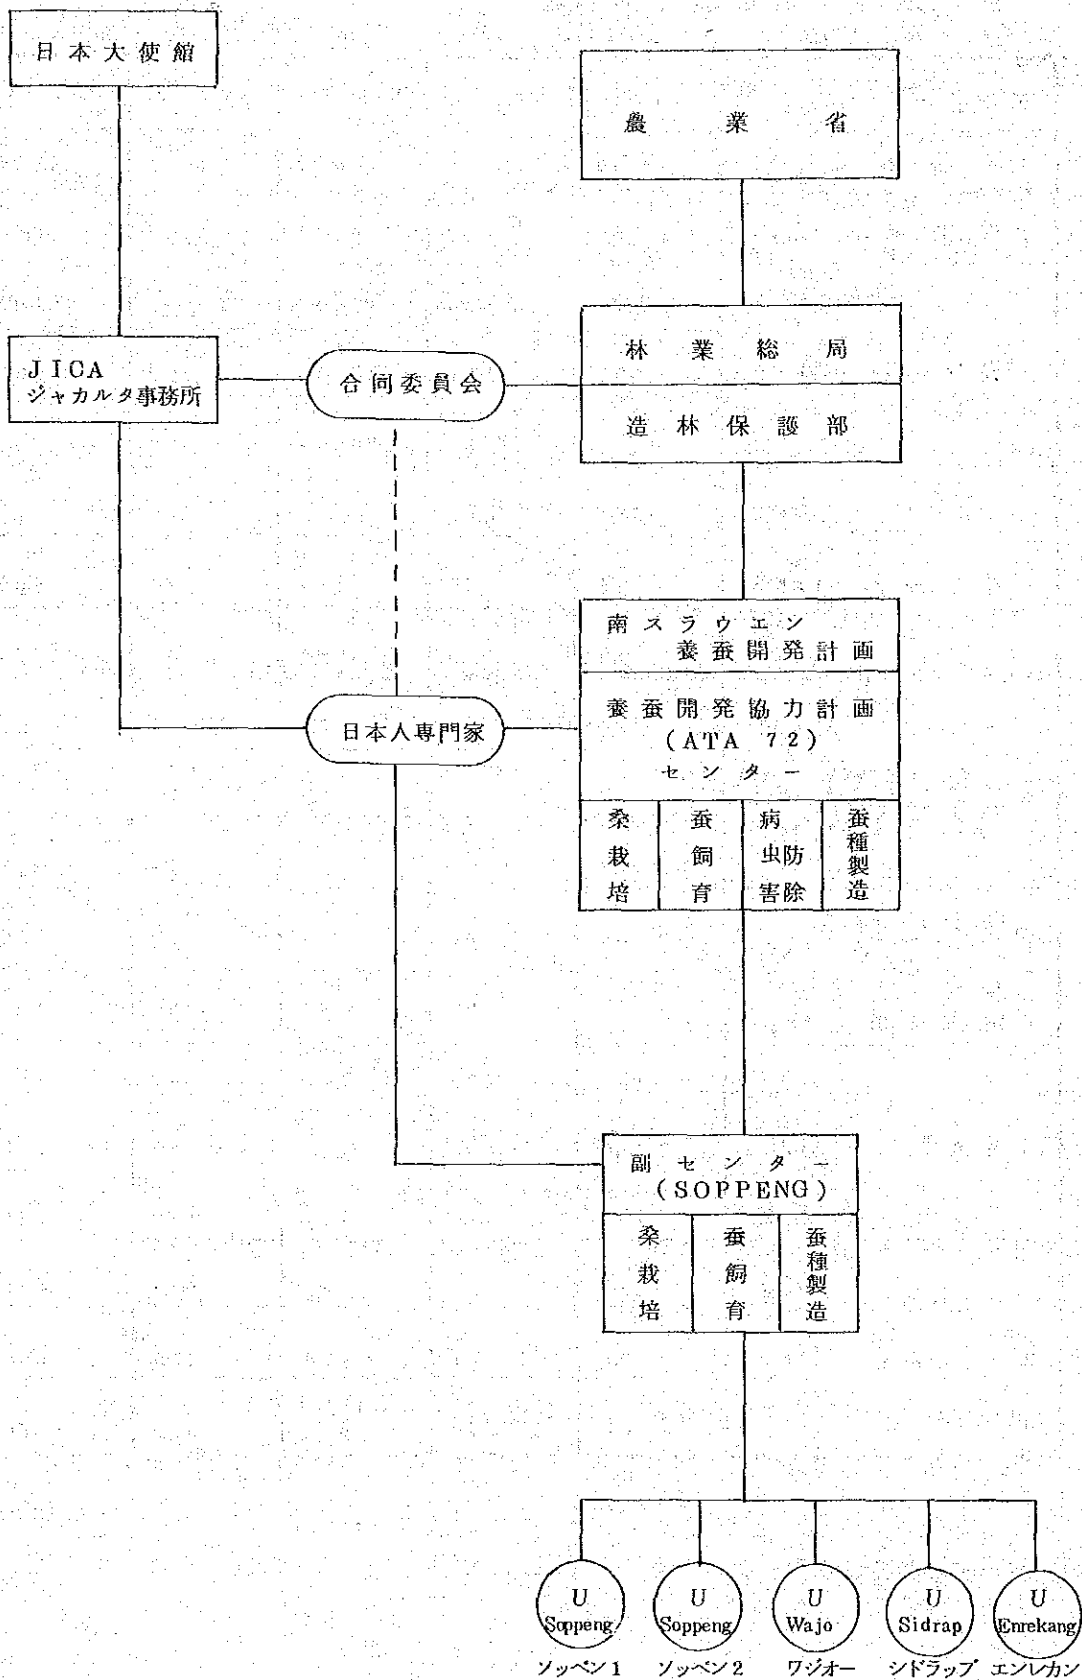 日本大使館
農業省
林業総局
JICA
ジャカルタ事務所
合同委員会
造林保護部
南スラウエン
養蚕開発計画
養蚕開発協力計画
(ATA 72)
センター
日本人専門家
桑栽培
蚕飼育
病虫害防除
蚕種製造
副センター
(SOPPENG)
桑栽培
蚕飼育
蚕種製造
U
Soppeng
U
Soppeng
U
Wajo
U
Sidrap
U
Enrekang
ソッペン1
ソッペン2
ワジオー
シドラップ
エンレカン